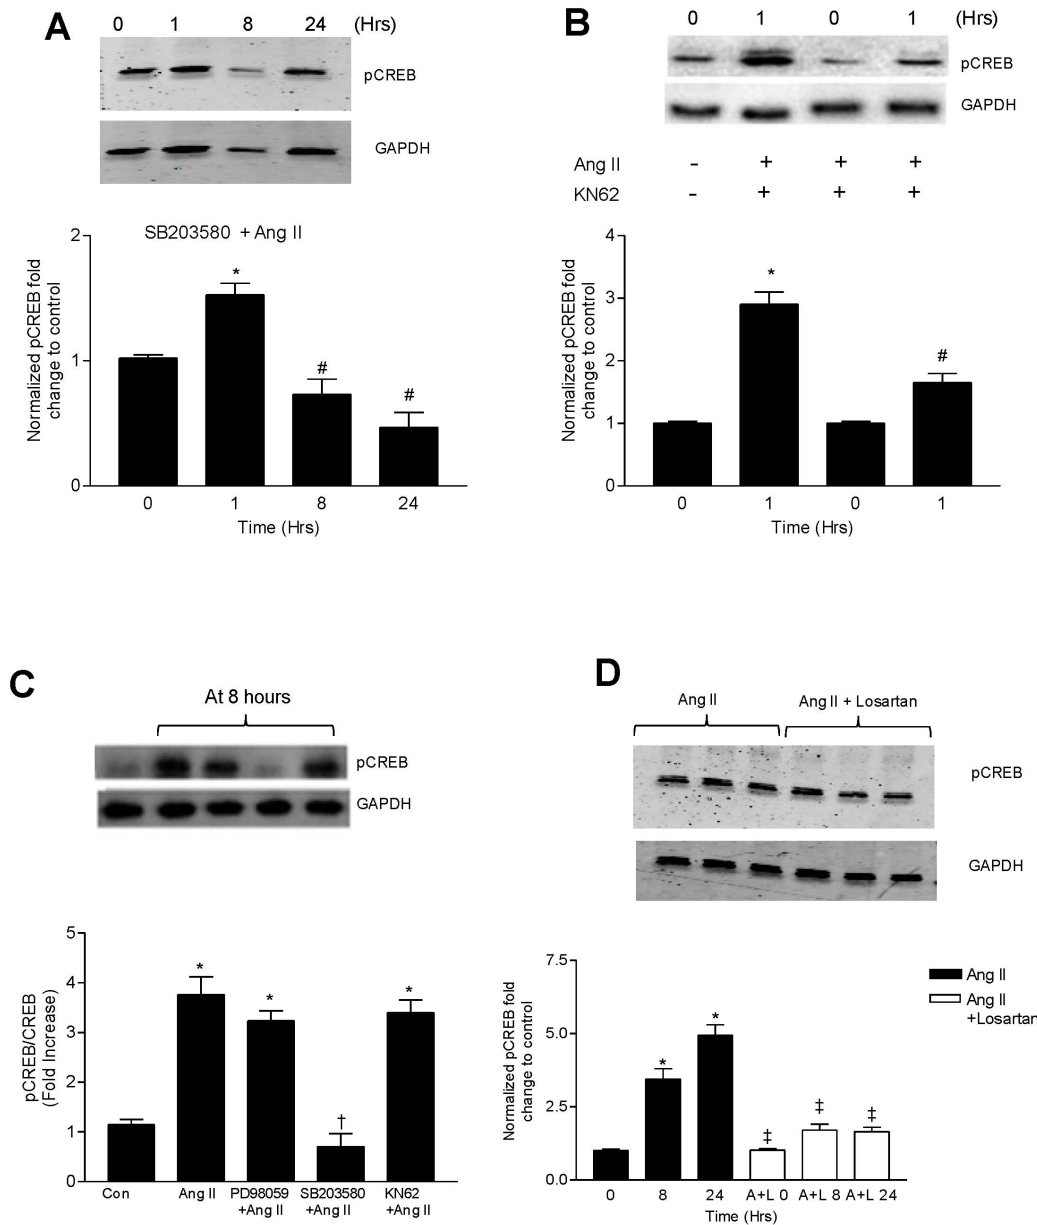 A
0 1 8 24 (Hrs)
pCREB
GAPDH
SB203580 + Ang II
Normalized pCREB fold
change to control
2
1
0
*
#
#
0 1 8 24
Time (Hrs)
B
0 1 0 1 (Hrs)
pCREB
GAPDH
Ang II - + + +
KN62 - + + +
Normalized pCREB fold
change to control
4
3
2
1
0
*
#
0 1 0 1
Time (Hrs)
C
At 8 hours
pCREB
GAPDH
pCREB/CREB
(Fold Increase)
5
4
3
2
1
0
*
*
†
*
Con Ang II PD98059 SB203580 KN62
+Ang II +Ang II +Ang II
D
Ang II Ang II + Losartan
pCREB
GAPDH
Normalized pCREB fold
change to control
7.5
5.0
2.5
0.0
*
*
‡
‡
‡
Ang II
Ang II
+Losartan
0 8 24 A+L 0 A+L 8 A+L 24
Time (Hrs)